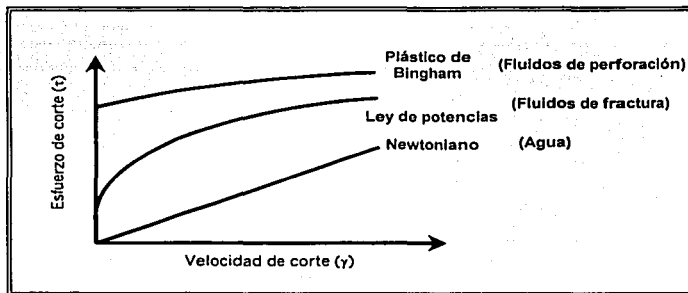 Plástico de (Fluidos de perforación)
Bingham
(Fluidos de fractura)
Ley de potencias
Newtoniano (Agua)
Esfuerzo de corte (τ)
Velocidad de corte (γ)